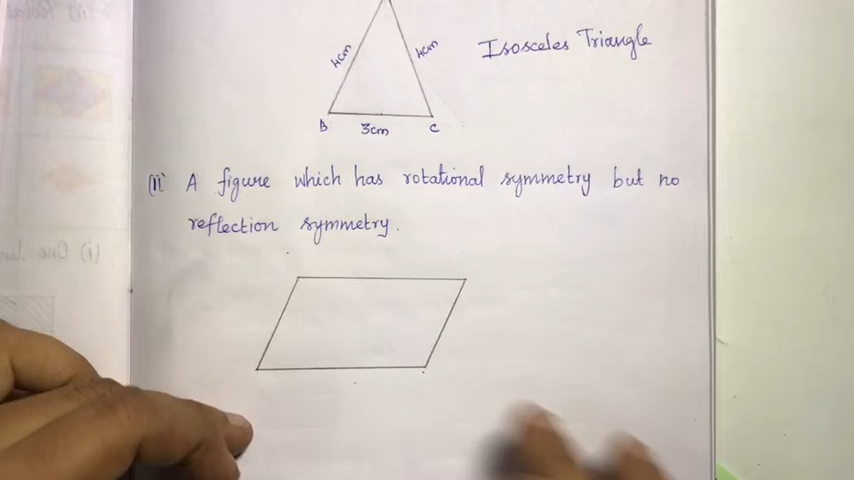 4cm
4cm
Isosceles Triangle
B
3cm
C
(ii) A figure which has rotational symmetry but no
reflection symmetry.